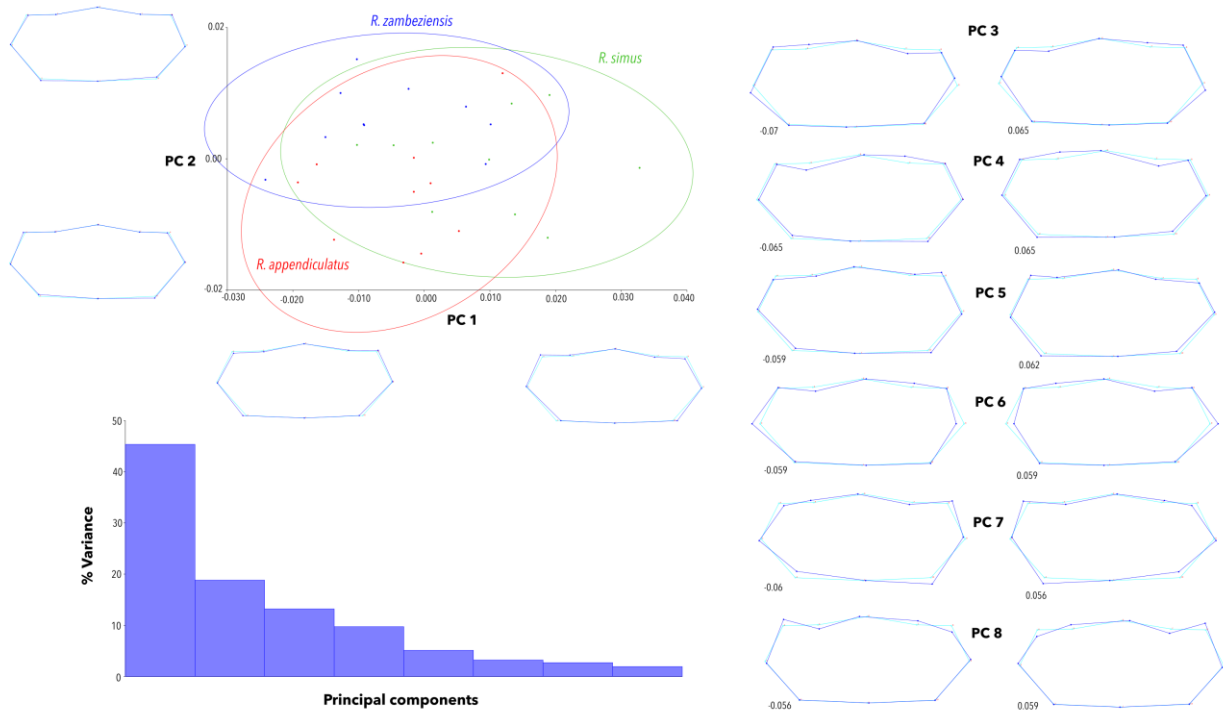 R. zambeziensis
0.02
R. simus
PC 2
0.00
R. appendiculatus
-0.02
-0.030
-0.020
-0.010
0.000
0.010
0.020
0.030
0.040
PC 1
50
40
30
20
10
0
% Variance
Principal components
PC 3
-0.07
0.065
PC 4
-0.065
0.065
PC 5
-0.059
0.062
PC 6
-0.059
0.059
PC 7
-0.06
0.056
PC 8
-0.056
0.059